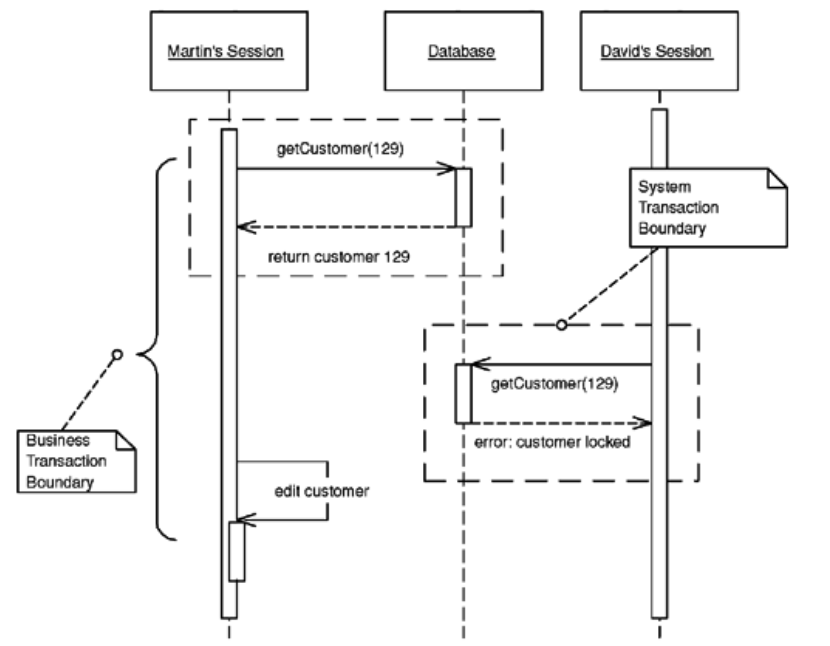 Martin's Session
Database
David's Session
getCustomer(129)
return customer 129
System
Transaction
Boundary
getCustomer(129)
error: customer locked
Business
Transaction
Boundary
edit customer